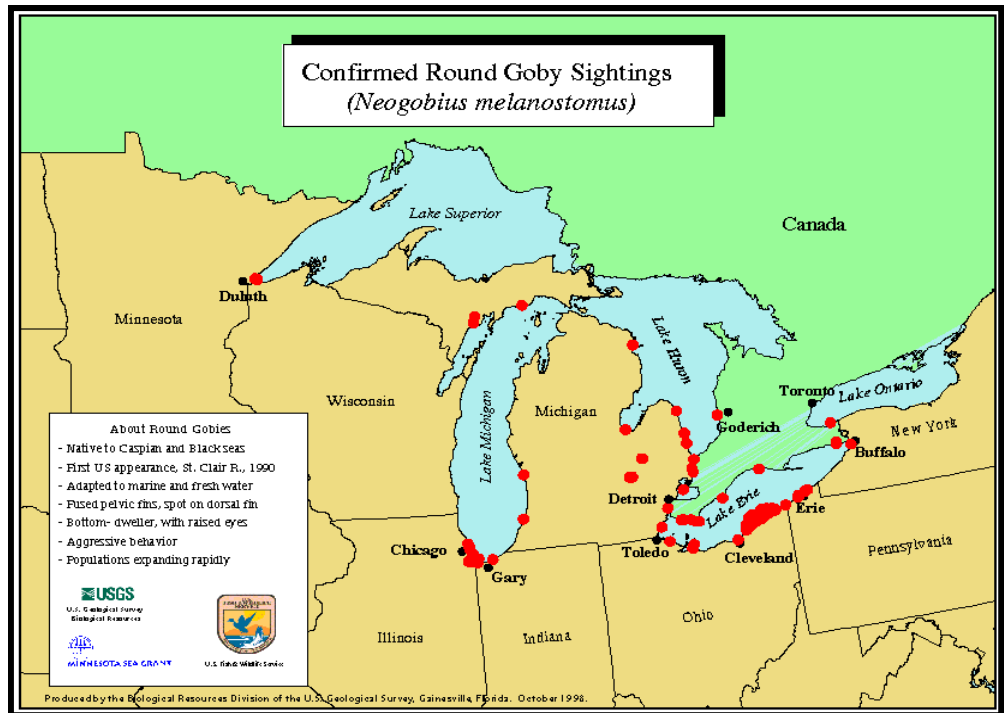 Confirmed Round Goby Sightings
(Neogobius melanostomus)
Lake Superior
Canada
Duluth
Minnesota
Lake Huron
Toronto
Lake Ontario
Wisconsin
Michigan
Lake Michigan
Goderich
New York
Buffalo
About Round Gobies
- Native to Caspian and Black seas
- First US appearance, St. Clair R., 1990
- Adapted to marine and fresh water
- Fused pelvic fins, spot on dorsal fin
- Bottom- dweller, with raised eyes
- Aggressive behavior
- Populations expanding rapidly
Detroit
Lake Erie
Erie
Chicago
Toledo
Cleveland
Pennsylvania
Gary
USGS
U.S. Geological Survey
Biological Resources
Illinois
Indiana
Ohio
MINNESOTA SEA GRANT
U.S. Fish & Wildlife Service
Produced by the Biological Resources Division of the U.S. Geological Survey, Gainesville, Florida. October 1998.